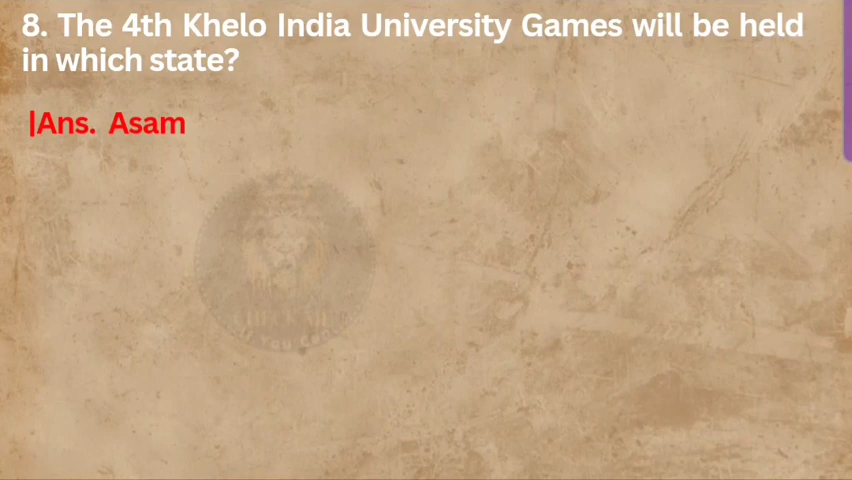 8. The 4th Khelo India University Games will be held
in which state?
|Ans. Asam